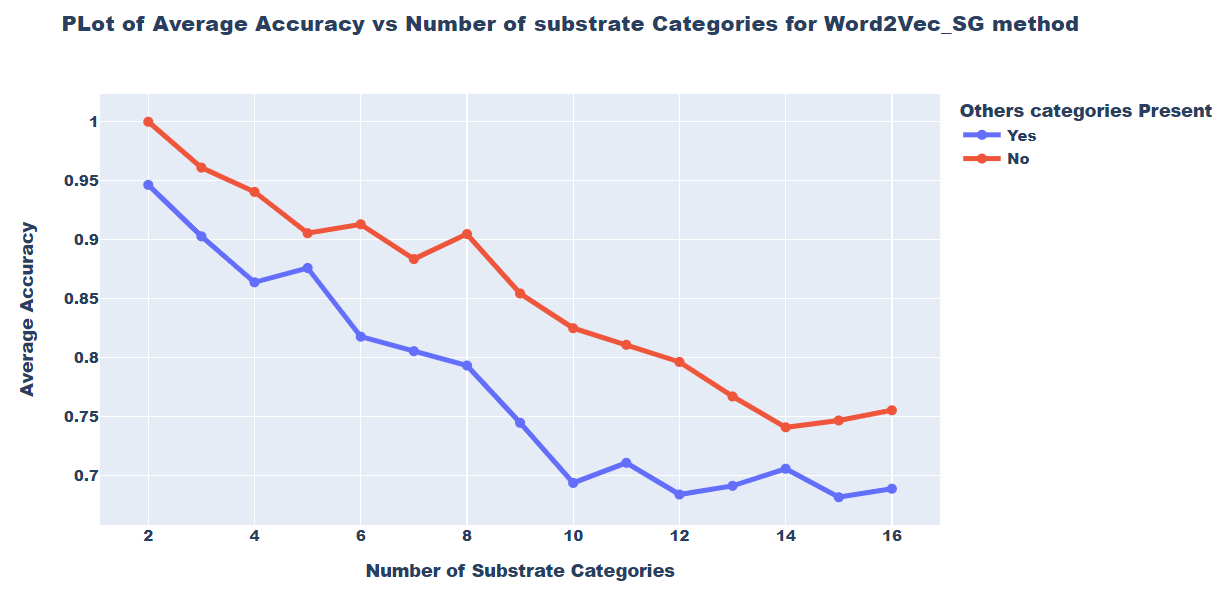 PLot of Average Accuracy vs Number of substrate Categories for Word2Vec_SG method
Others categories Present
Yes
No
Average Accuracy
1
0.95
0.9
0.85
0.8
0.75
0.7
2 4 6 8 10 12 14 16
Number of Substrate Categories